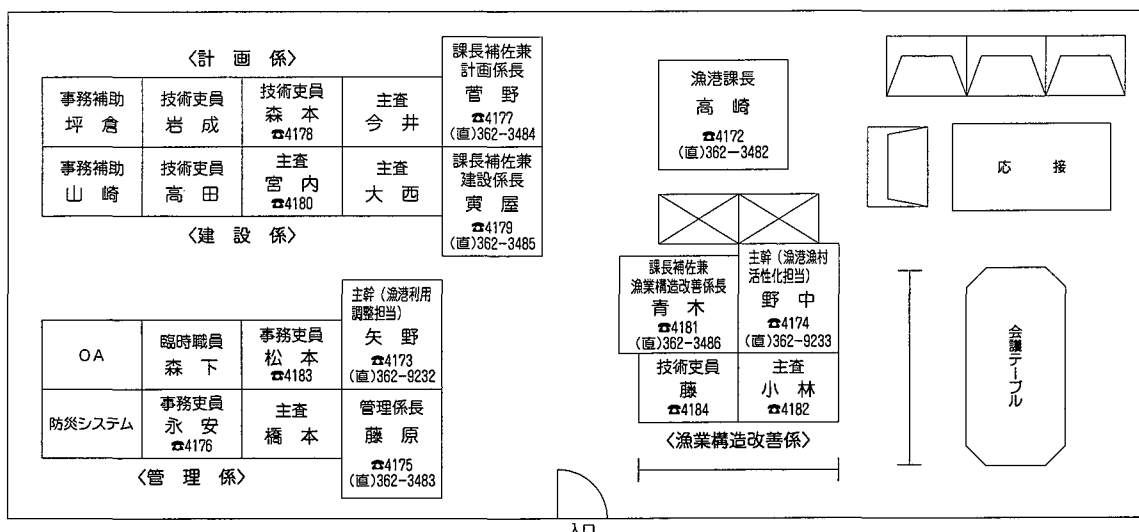 〈計 画 係〉
事務補助
坪 倉
技術吏員
岩 成
技術吏員
森 本
☎4178
主査
今 井
課長補佐兼
計画係長
菅 野
☎4177
(直)362-3484
事務補助
山 崎
技術吏員
高 田
主査
宮 内
☎4180
主査
大 西
課長補佐兼
建設係長
寅 屋
☎4179
(直)362-3485
〈建 設 係〉
OA
臨時職員
森 下
事務吏員
松 本
☎4183
主幹(漁港利用
調整担当)
矢 野
☎4173
(直)362-9232
防災システム
事務吏員
永 安
☎4176
主査
橋 本
管理係長
藤 原
☎4175
(直)362-3483
〈管 理 係〉
漁港課長
高 崎
☎4172
(直)362-3482
課長補佐兼
漁業構造改善係長
青 木
☎4181
(直)362-3486
主幹(漁港漁村
活性化担当)
野 中
☎4174
(直)362-9233
技術吏員
藤
☎4184
主査
小 林
☎4182
〈漁業構造改善係〉
応 接
会議テーブル
入口